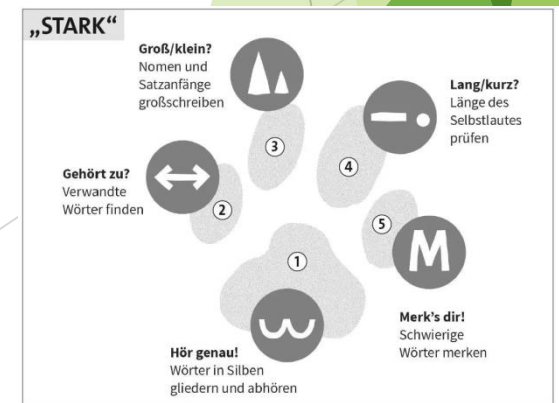 „STARK“
Groß/klein?
Nomen und
Satzanfänge
großschreiben
Lang/kurz?
Länge des
Selbstlautes
prüfen
3
4
Gehört zu?
Verwandte
Wörter finden
2
5
M
1
Hör genau!
Wörter in Silben
gliedern und abhören
Merk’s dir!
Schwierige
Wörter merken